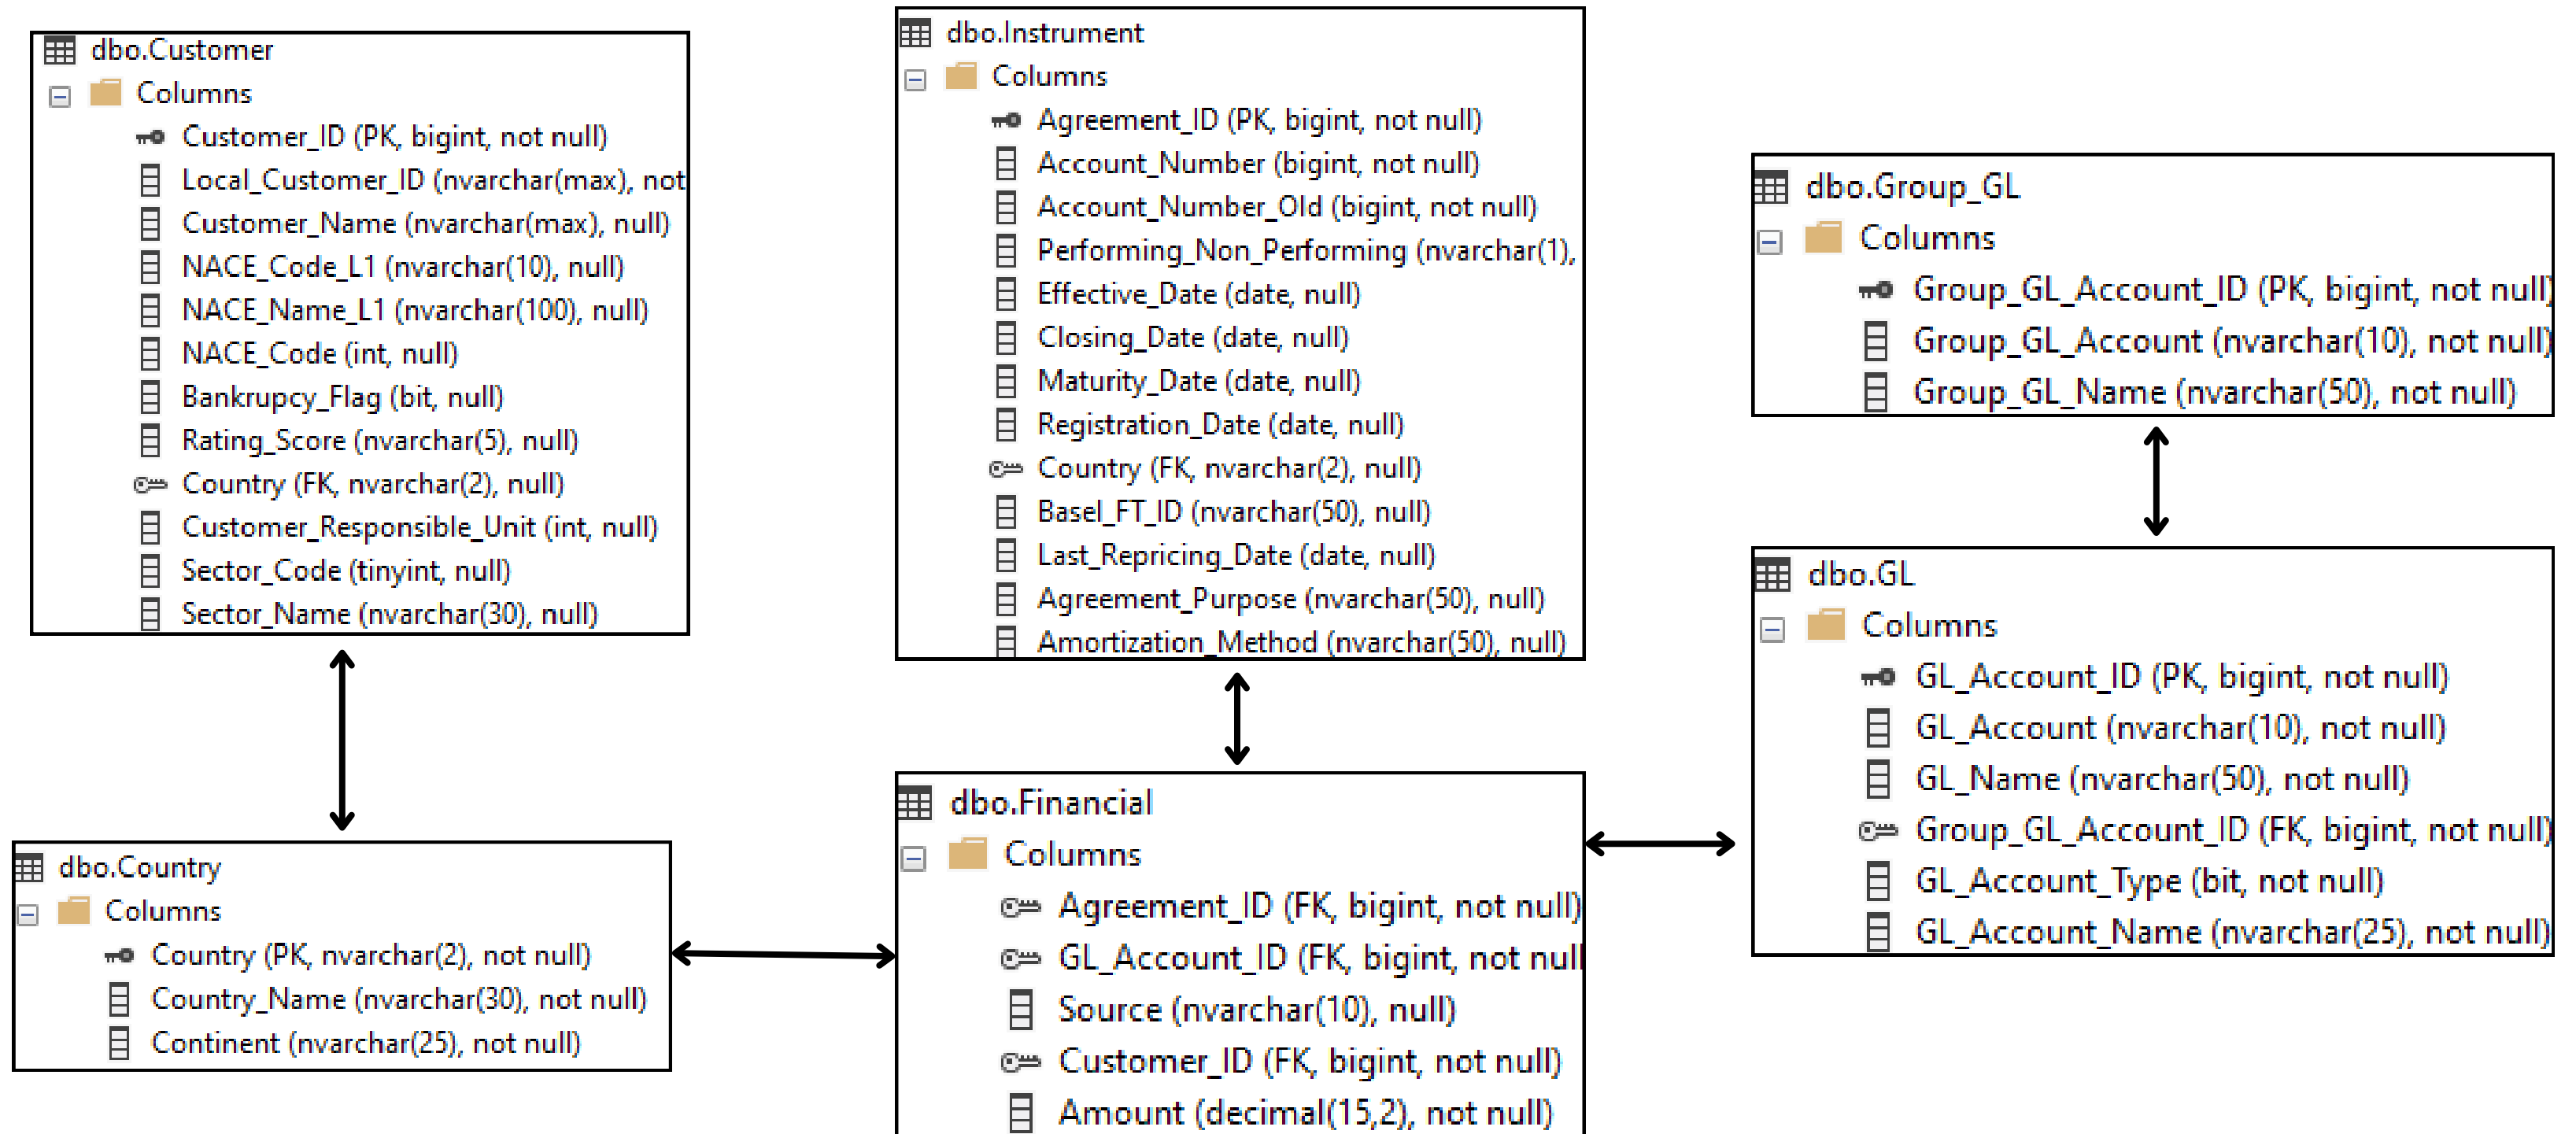 dbo.Customer
Columns
Customer_ID (PK, bigint, not null)
Local_Customer_ID (nvarchar(max), not
Customer_Name (nvarchar(max), null)
NACE_Code_L1 (nvarchar(10), null)
NACE_Name_L1 (nvarchar(100), null)
NACE_Code (int, null)
Bankrupcy_Flag (bit, null)
Rating_Score (nvarchar(5), null)
Country (FK, nvarchar(2), null)
Customer_Responsible_Unit (int, null)
Sector_Code (tinyint, null)
Sector_Name (nvarchar(30), null)
dbo.Country
Columns
Country (PK, nvarchar(2), not null)
Country_Name (nvarchar(30), not null)
Continent (nvarchar(25), not null)
dbo.Instrument
Columns
Agreement_ID (PK, bigint, not null)
Account_Number (bigint, not null)
Account_Number_Old (bigint, not null)
Performing_Non_Performing (nvarchar(1),
Effective_Date (date, null)
Closing_Date (date, null)
Maturity_Date (date, null)
Registration_Date (date, null)
Country (FK, nvarchar(2), null)
Basel_FT_ID (nvarchar(50), null)
Last_Repricing_Date (date, null)
Agreement_Purpose (nvarchar(50), null)
Amortization_Method (nvarchar(50), null)
dbo.Financial
Columns
Agreement_ID (FK, bigint, not null)
GL_Account_ID (FK, bigint, not null
Source (nvarchar(10), null)
Customer_ID (FK, bigint, not null)
Amount (decimal(15,2), not null)
dbo.Group_GL
Columns
Group_GL_Account_ID (PK, bigint, not null)
Group_GL_Account (nvarchar(10), not null)
Group_GL_Name (nvarchar(50), not null)
dbo.GL
Columns
GL_Account_ID (PK, bigint, not null)
GL_Account (nvarchar(10), not null)
GL_Name (nvarchar(50), not null)
Group_GL_Account_ID (FK, bigint, not null)
GL_Account_Type (bit, not null)
GL_Account_Name (nvarchar(25), not null)